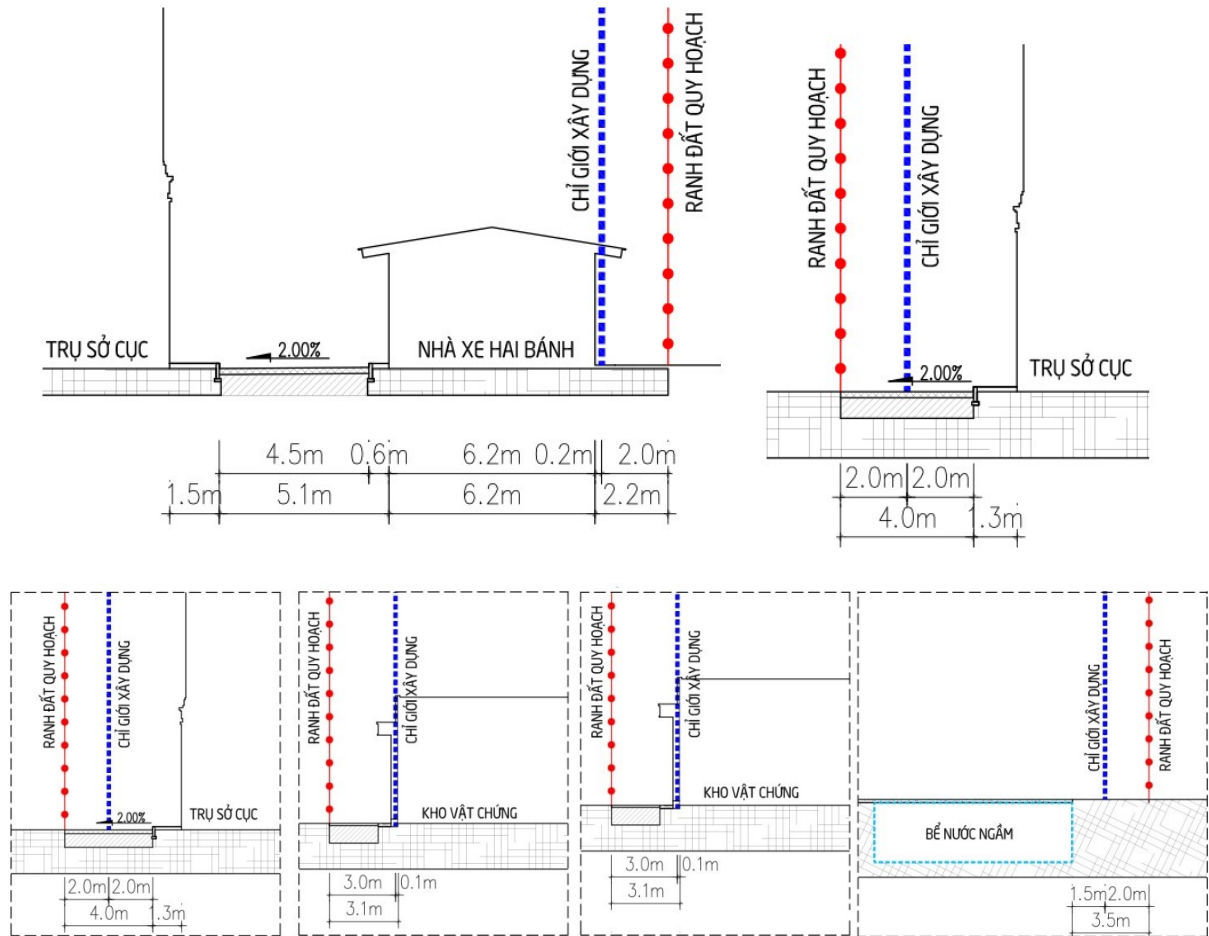 CHỈ GIỚI XÂY DỰNG
RANH ĐẤT QUY HOẠCH
TRỤ SỞ CỤC
2.00%
NHÀ XE HAI BÁNH
4.5m 0.6m 6.2m 0.2m 2.0m
1.5m 5.1m 6.2m 2.2m
RANH ĐẤT QUY HOẠCH
CHỈ GIỚI XÂY DỰNG
2.00%
TRỤ SỞ CỤC
2.0m 2.0m
4.0m 1.3m
RANH ĐẤT QUY HOẠCH
CHỈ GIỚI XÂY DỰNG
2.00%
TRỤ SỞ CỤC
2.0m 2.0m
4.0m 1.3m
RANH ĐẤT QUY HOẠCH
CHỈ GIỚI XÂY DỰNG
KHO VẬT CHỨNG
3.0m 0.1m
3.1m
RANH ĐẤT QUY HOẠCH
CHỈ GIỚI XÂY DỰNG
KHO VẬT CHỨNG
3.0m 0.1m
3.1m
CHỈ GIỚI XÂY DỰNG
RANH ĐẤT QUY HOẠCH
BỂ NƯỚC NGẦM
1.5m 2.0m
3.5m